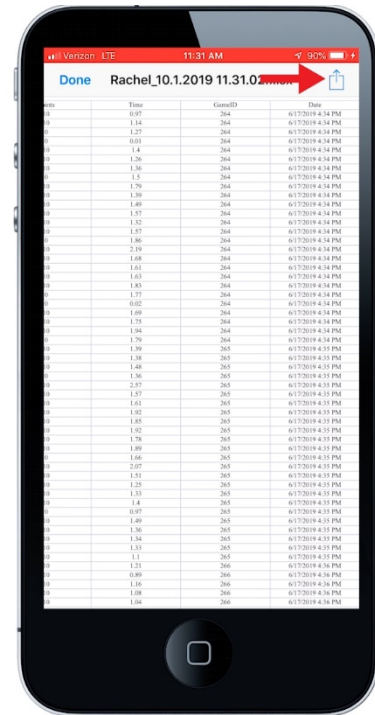 Verizon LTE 11:31 AM 90%
Done Rachel_10.1.2019 11.31.02
Time GameID Date
0.97 264 6/17/2019 4:34 PM
1.14 264 6/17/2019 4:34 PM
1.27 264 6/17/2019 4:34 PM
0.01 264 6/17/2019 4:34 PM
1.4 264 6/17/2019 4:34 PM
1.26 264 6/17/2019 4:34 PM
1.36 264 6/17/2019 4:34 PM
1.5 264 6/17/2019 4:34 PM
1.79 264 6/17/2019 4:34 PM
1.39 264 6/17/2019 4:34 PM
1.49 264 6/17/2019 4:34 PM
1.57 264 6/17/2019 4:34 PM
1.32 264 6/17/2019 4:34 PM
1.57 264 6/17/2019 4:34 PM
1.86 264 6/17/2019 4:34 PM
2.19 264 6/17/2019 4:34 PM
1.68 264 6/17/2019 4:34 PM
1.61 264 6/17/2019 4:34 PM
1.63 264 6/17/2019 4:34 PM
1.83 264 6/17/2019 4:34 PM
1.77 264 6/17/2019 4:34 PM
0.02 264 6/17/2019 4:34 PM
1.69 264 6/17/2019 4:34 PM
1.75 264 6/17/2019 4:34 PM
1.94 264 6/17/2019 4:34 PM
1.79 264 6/17/2019 4:34 PM
1.39 265 6/17/2019 4:35 PM
1.38 265 6/17/2019 4:35 PM
1.48 265 6/17/2019 4:35 PM
1.36 265 6/17/2019 4:35 PM
2.57 265 6/17/2019 4:35 PM
1.57 265 6/17/2019 4:35 PM
1.61 265 6/17/2019 4:35 PM
1.92 265 6/17/2019 4:35 PM
1.85 265 6/17/2019 4:35 PM
1.92 265 6/17/2019 4:35 PM
1.78 265 6/17/2019 4:35 PM
1.89 265 6/17/2019 4:35 PM
1.66 265 6/17/2019 4:35 PM
2.07 265 6/17/2019 4:35 PM
1.51 265 6/17/2019 4:35 PM
1.25 265 6/17/2019 4:35 PM
1.33 265 6/17/2019 4:35 PM
1.4 265 6/17/2019 4:35 PM
0.97 265 6/17/2019 4:35 PM
1.49 265 6/17/2019 4:35 PM
1.36 265 6/17/2019 4:35 PM
1.34 265 6/17/2019 4:35 PM
1.33 265 6/17/2019 4:35 PM
1.1 265 6/17/2019 4:35 PM
1.21 266 6/17/2019 4:36 PM
0.89 266 6/17/2019 4:36 PM
1.16 266 6/17/2019 4:36 PM
1.08 266 6/17/2019 4:36 PM
1.04 266 6/17/2019 4:36 PM